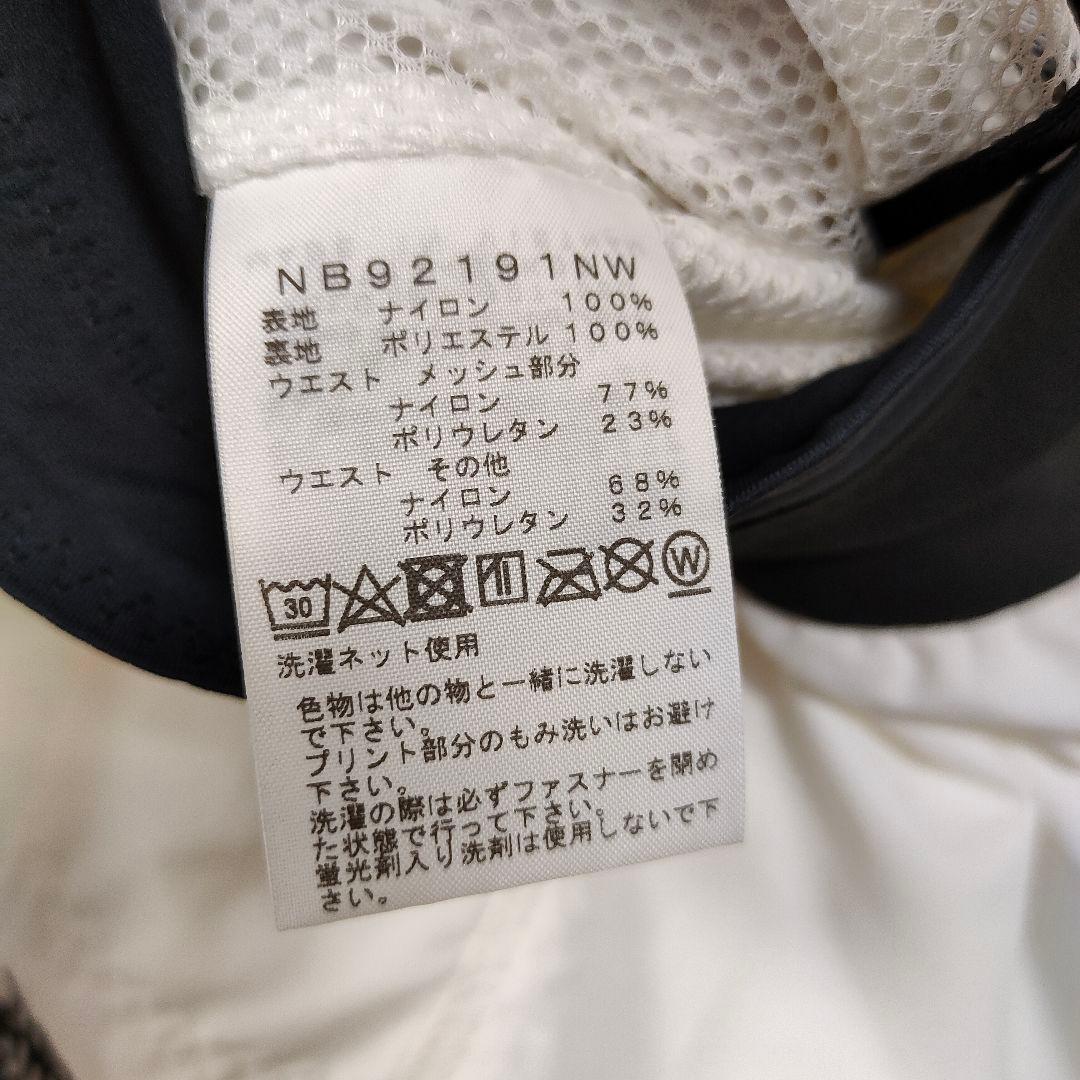 NB92191NW
表地 ナイロン 100%
裏地 ポリエステル 100%
ウエスト メッシュ部分
ナイロン 77%
ポリウレタン 23%
ウエスト その他
ナイロン 68%
ポリウレタン 32%
30 W
洗濯ネット使用
色物は他の物と一緒に洗濯しない
で下さい。
プリント部分のもみ洗いはお避け
下さい。
洗濯の際は必ずファスナーを閉め
た状態で行って下さい。
蛍光剤入り洗剤は使用しないで下
さい。